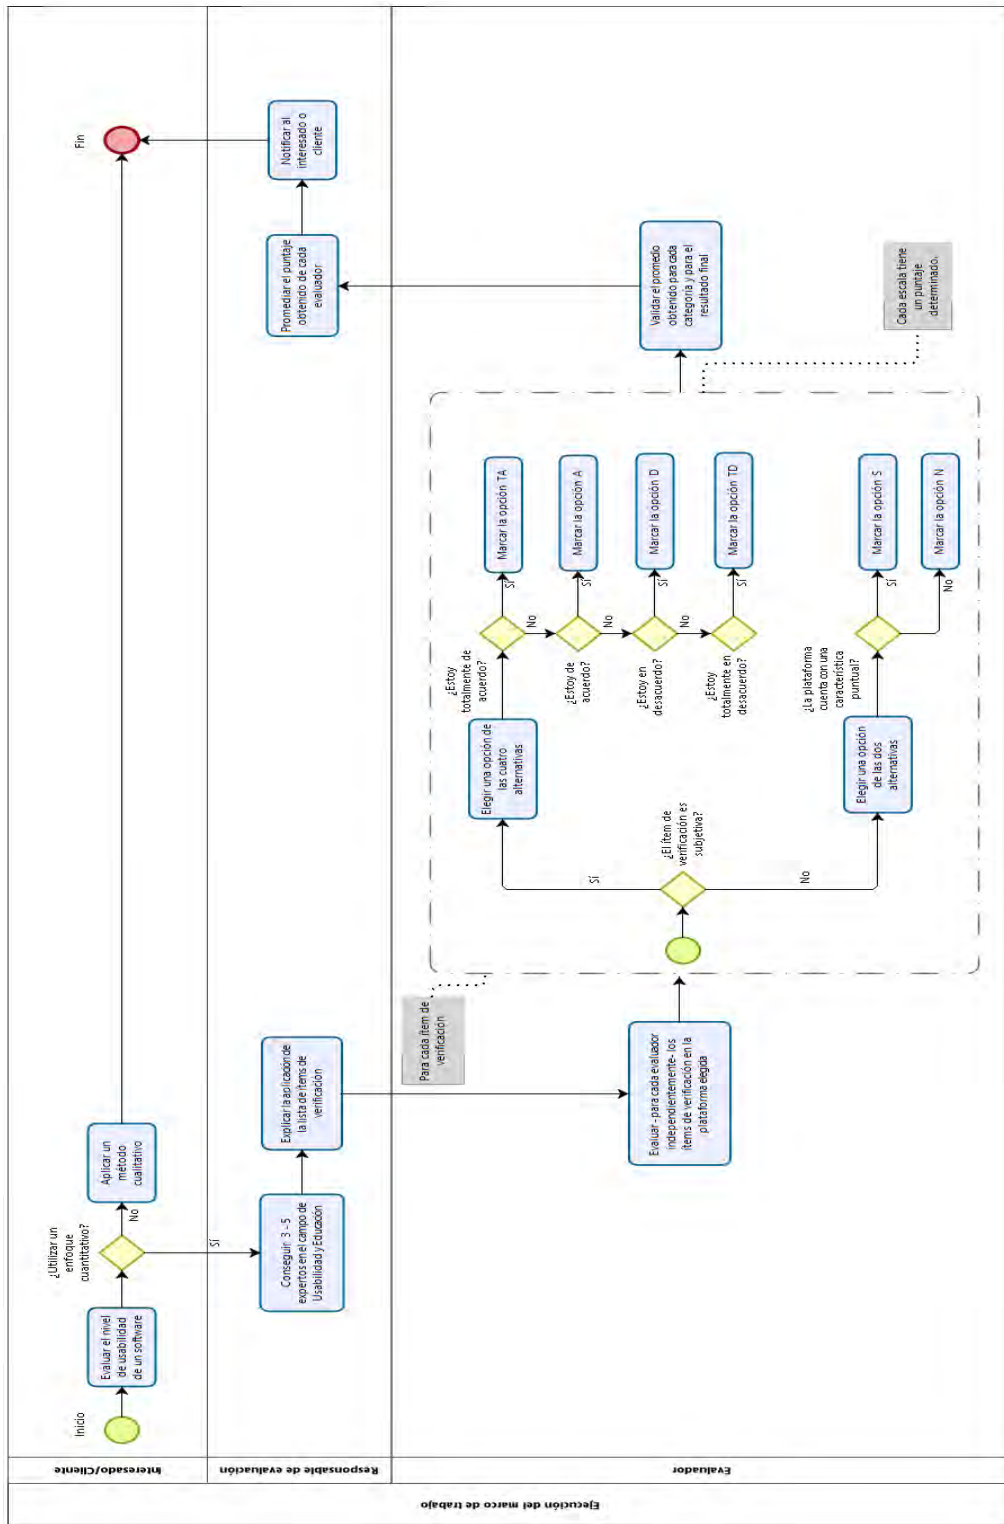 Ejecución del marco de trabajo
Interesado/Cliente
Inicio
Evaluar el nivel
de usabilidad
de un software
¿Utilizar un
enfoque
cuantitativo?
No
Aplicar un
método
cualitativo
Fin
Sí
Responsable de evaluación
Conseguir 3 - 5
expertos en el campo de
Usabilidad y Educación
Explicar la aplicación de
la lista de ítems de
verificación
Promediar el puntaje
obtenido de cada
evaluador
Notificar al
interesado o
cliente
Evaluador
Evaluar - para cada evaluador
independientemente- los
ítems de verificación en la
plataforma elegida
Para cada ítem de
verificación
¿El ítem de
verificación es
subjetiva?
Sí
No
Elegir una opción de
las cuatro
alternativas
¿Estoy
totalmente de
acuerdo?
Sí
Marcar la opción TA
No
¿Estoy de
acuerdo?
Sí
Marcar la opción A
No
¿Estoy en
desacuerdo?
Sí
Marcar la opción D
No
¿Estoy
totalmente en
desacuerdo?
Sí
Marcar la opción TD
Elegir una opción
de las dos
alternativas
¿La plataforma
cuenta con una
característica
puntual?
Sí
Marcar la opción S
No
Marcar la opción N
Validar el promedio
obtenido para cada
categoría y para el
resultado final
Cada escala tiene
un puntaje
determinado.